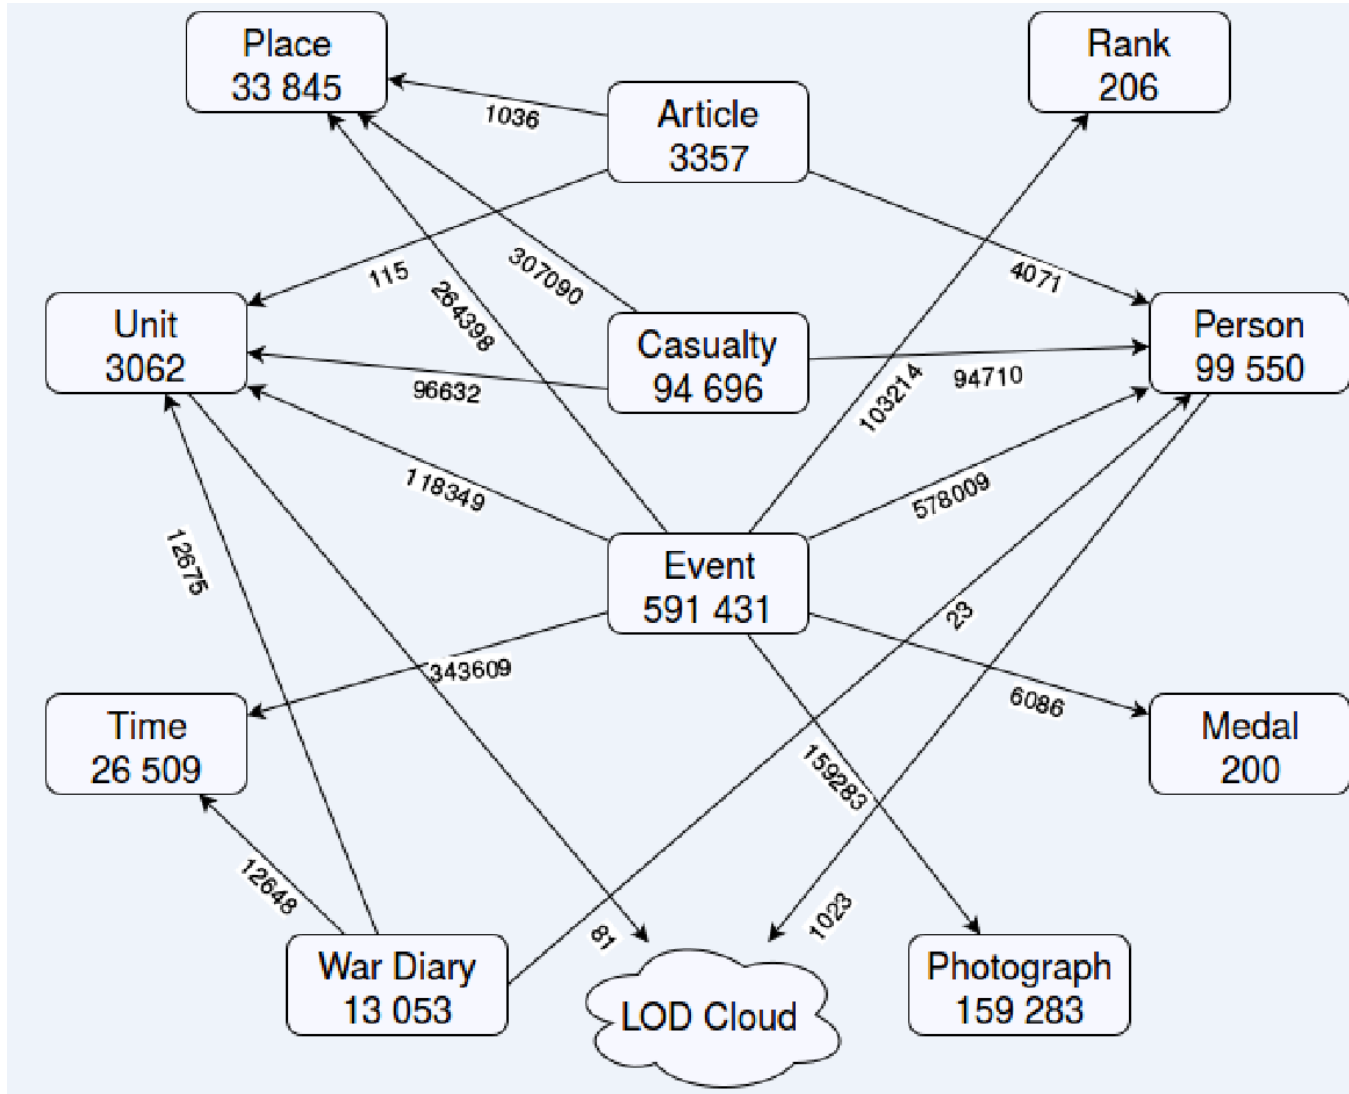 Place
33 845
Rank
206
Article
3357
1036
115
307090
264398
4071
Unit
3062
Casualty
94 696
Person
99 550
96632
94710
103214
118349
578009
12675
Event
591 431
23
343609
6086
Time
26 509
Medal
200
159283
12648
81
1023
War Diary
13 053
LOD Cloud
Photograph
159 283